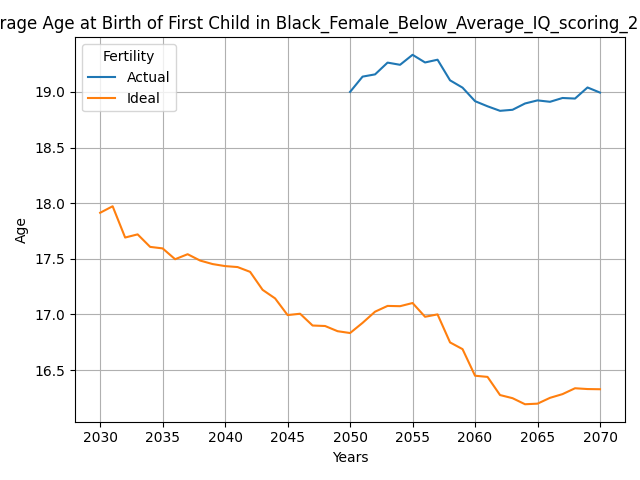 rage Age at Birth of First Child in Black_Female_Below_Average_IQ_scoring_2
Fertility
Actual
Ideal
19.0
18.5
18.0
17.5
17.0
16.5
Age
2030 2035 2040 2045 2050 2055 2060 2065 2070
Years